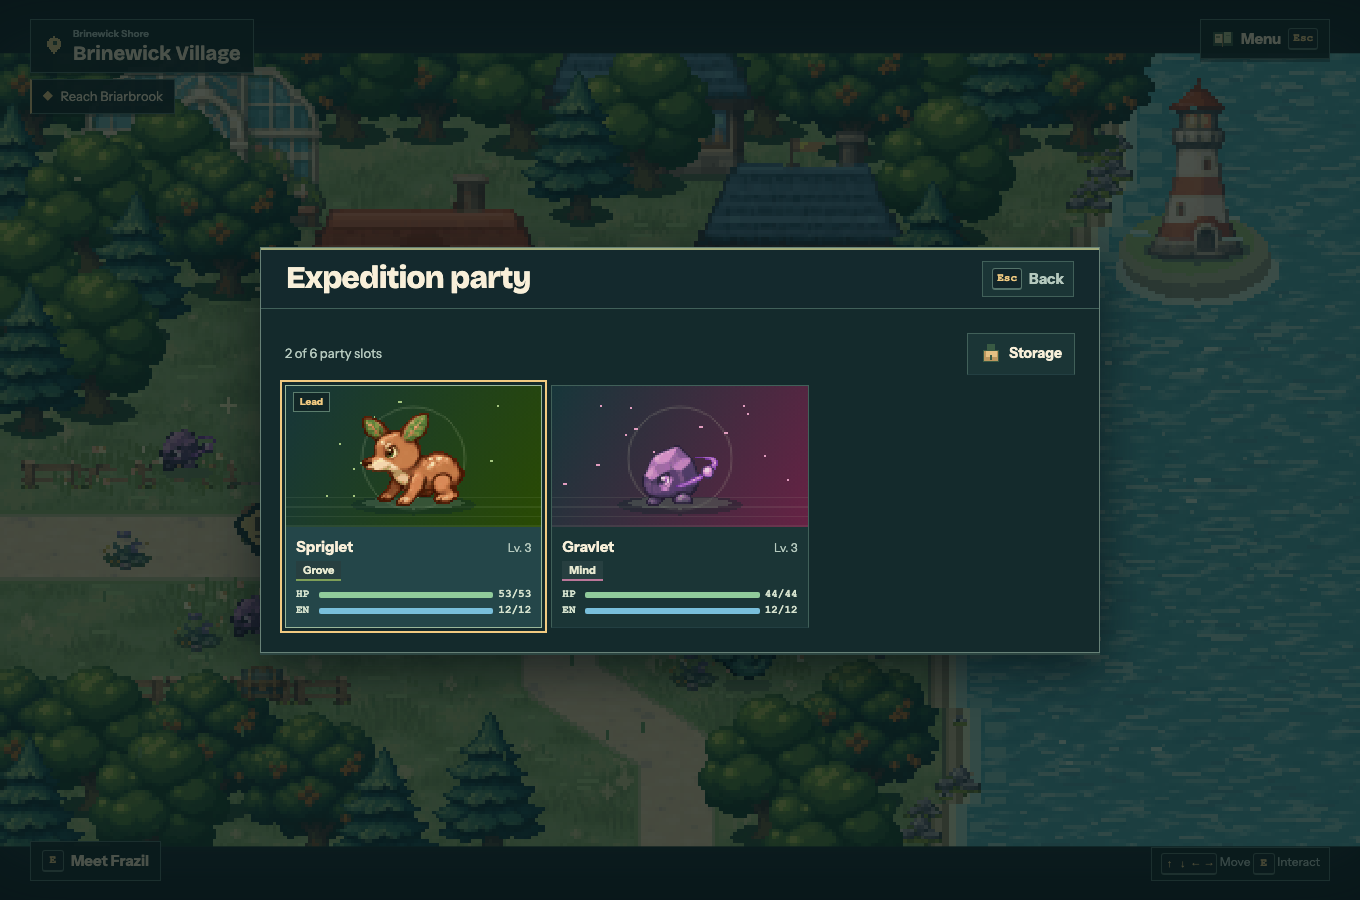 Brinewick Shore
Brinewick Village
Menu Esc
Reach Briarbrook
Expedition party
Esc Back
2 of 6 party slots
Storage
Lead
Spriglet Lv. 3
Grove
HP 53/53
EN 12/12
Gravlet Lv. 3
Mind
HP 44/44
EN 12/12
E Meet Frazil
↑ ↓ ← → Move E Interact